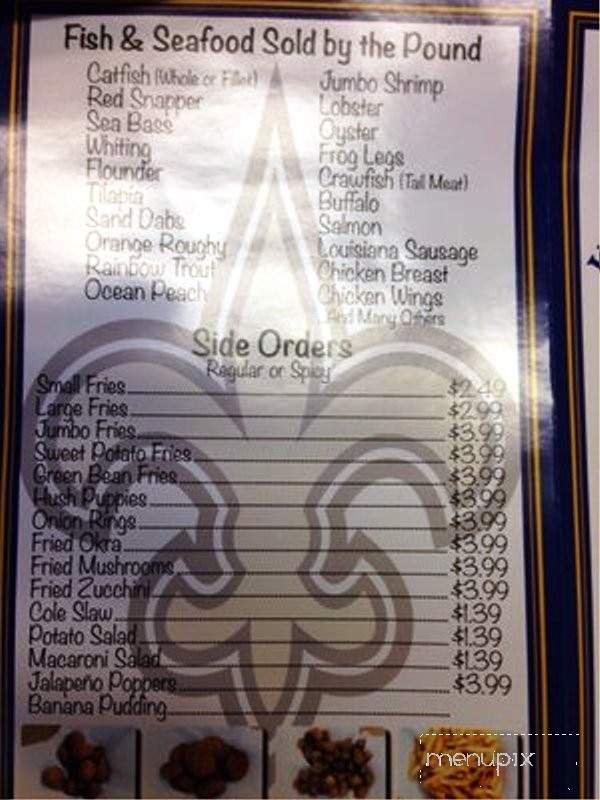 Fish & Seafood Sold by the Pound
Catfish (Whole or Fillet)
Red Snapper
Sea Bass
Whiting
Flounder
Tilapia
Sand Dabs
Orange Roughy
Rainbow Trout
Ocean Peach
Jumbo Shrimp
Lobster
Oyster
Frog Legs
Crawfish (Tail Meat)
Buffalo
Salmon
Louisiana Sausage
Chicken Breast
Chicken Wings
And Many Others
Side Orders
Regular or Spicy
Small Fries $2.49
Large Fries $2.99
Jumbo Fries $3.99
Sweet Potato Fries $3.99
Green Bean Fries $3.99
Hush Puppies $3.99
Onion Rings $3.99
Fried Okra $3.99
Fried Mushrooms $3.99
Fried Zucchini $3.99
Cole Slaw $1.39
Potato Salad $1.39
Macaroni Salad $1.39
Jalapeño Poppers $3.99
Banana Pudding
menupix